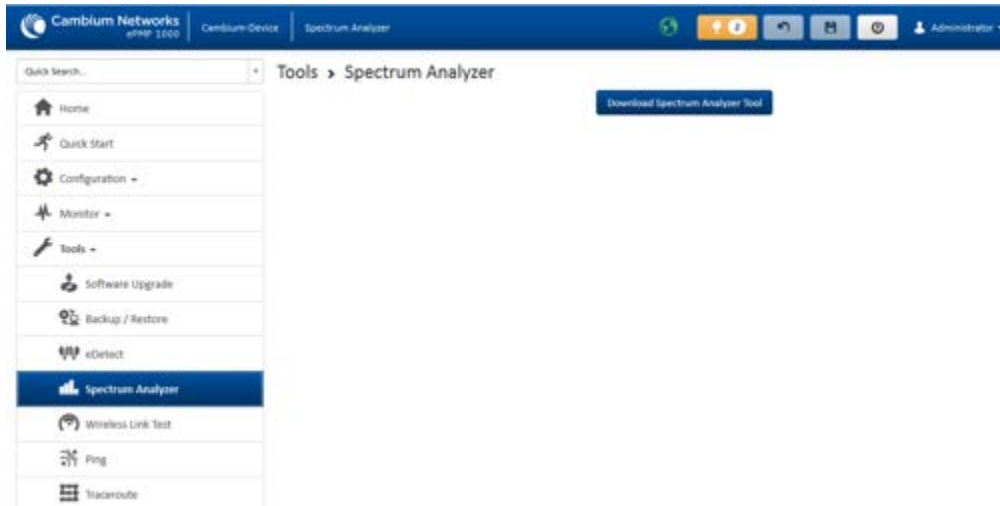 Cambium Networks
ePMP 1000
Cambium-Device
Spectrum Analyzer
2
Administrator
Quick Search...
Tools > Spectrum Analyzer
Download Spectrum Analyzer Tool
Home
Quick Start
Configuration
Monitor
Tools
Software Upgrade
Backup / Restore
eDetect
Spectrum Analyzer
Wireless Link Test
Ping
Traceroute